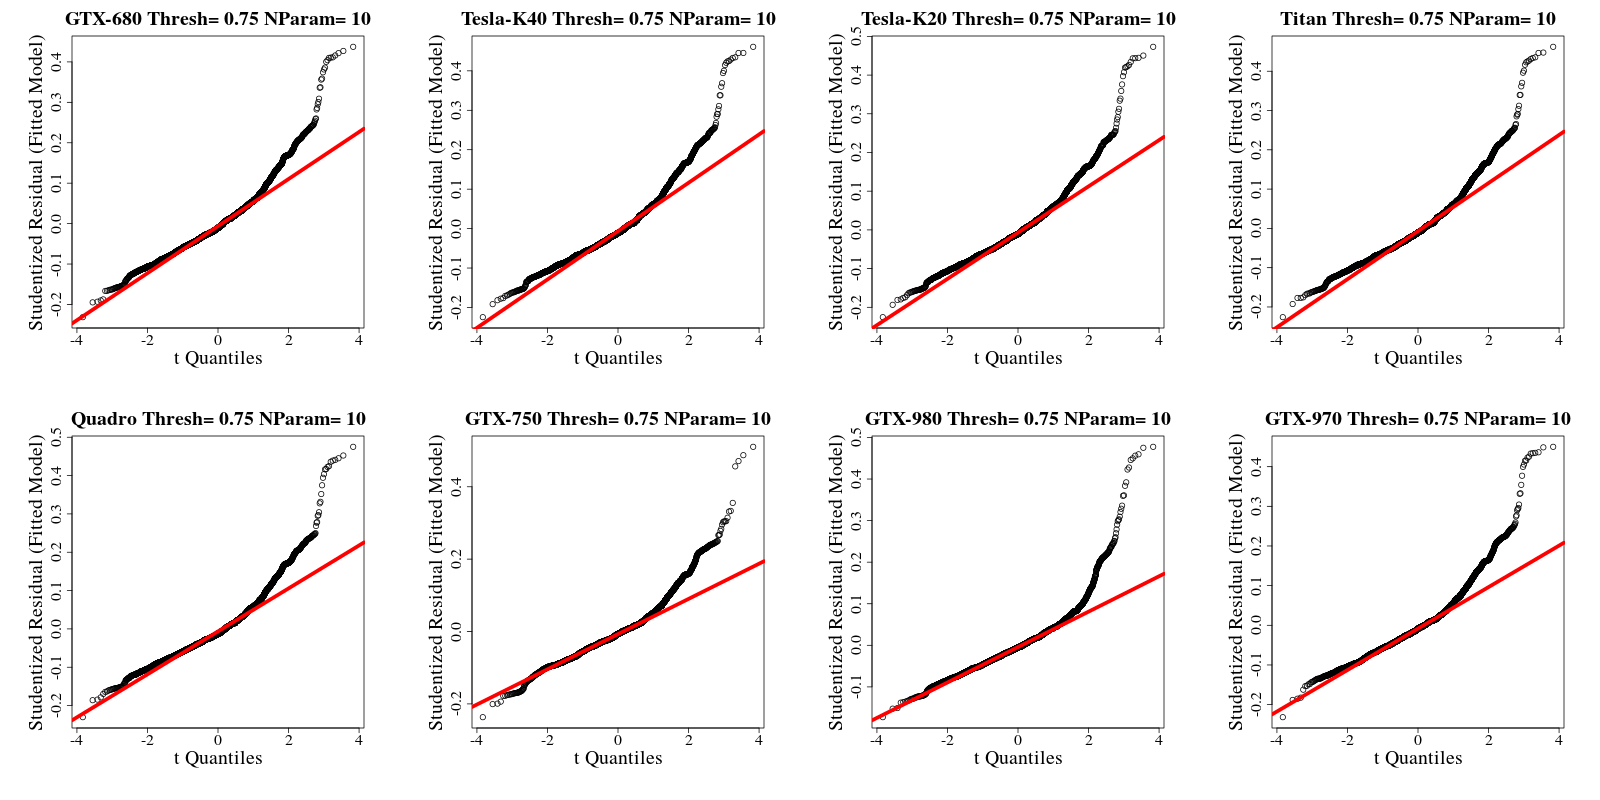 GTX-680 Thresh= 0.75 NParam= 10
Studentized Residual (Fitted Model)
-0.2 -0.1 0.0 0.1 0.2 0.3 0.4
-4 -2 0 2 4
t Quantiles
Tesla-K40 Thresh= 0.75 NParam= 10
Studentized Residual (Fitted Model)
-0.2 -0.1 0.0 0.1 0.2 0.3 0.4
-4 -2 0 2 4
t Quantiles
Tesla-K20 Thresh= 0.75 NParam= 10
Studentized Residual (Fitted Model)
-0.2 -0.1 0.0 0.1 0.2 0.3 0.4 0.5
-4 -2 0 2 4
t Quantiles
Titan Thresh= 0.75 NParam= 10
Studentized Residual (Fitted Model)
-0.2 -0.1 0.0 0.1 0.2 0.3 0.4
-4 -2 0 2 4
t Quantiles
Quadro Thresh= 0.75 NParam= 10
Studentized Residual (Fitted Model)
-0.2 -0.1 0.0 0.1 0.2 0.3 0.4 0.5
-4 -2 0 2 4
t Quantiles
GTX-750 Thresh= 0.75 NParam= 10
Studentized Residual (Fitted Model)
-0.2 0.0 0.2 0.4
-4 -2 0 2 4
t Quantiles
GTX-980 Thresh= 0.75 NParam= 10
Studentized Residual (Fitted Model)
-0.1 0.0 0.1 0.2 0.3 0.4 0.5
-4 -2 0 2 4
t Quantiles
GTX-970 Thresh= 0.75 NParam= 10
Studentized Residual (Fitted Model)
-0.2 -0.1 0.0 0.1 0.2 0.3 0.4
-4 -2 0 2 4
t Quantiles